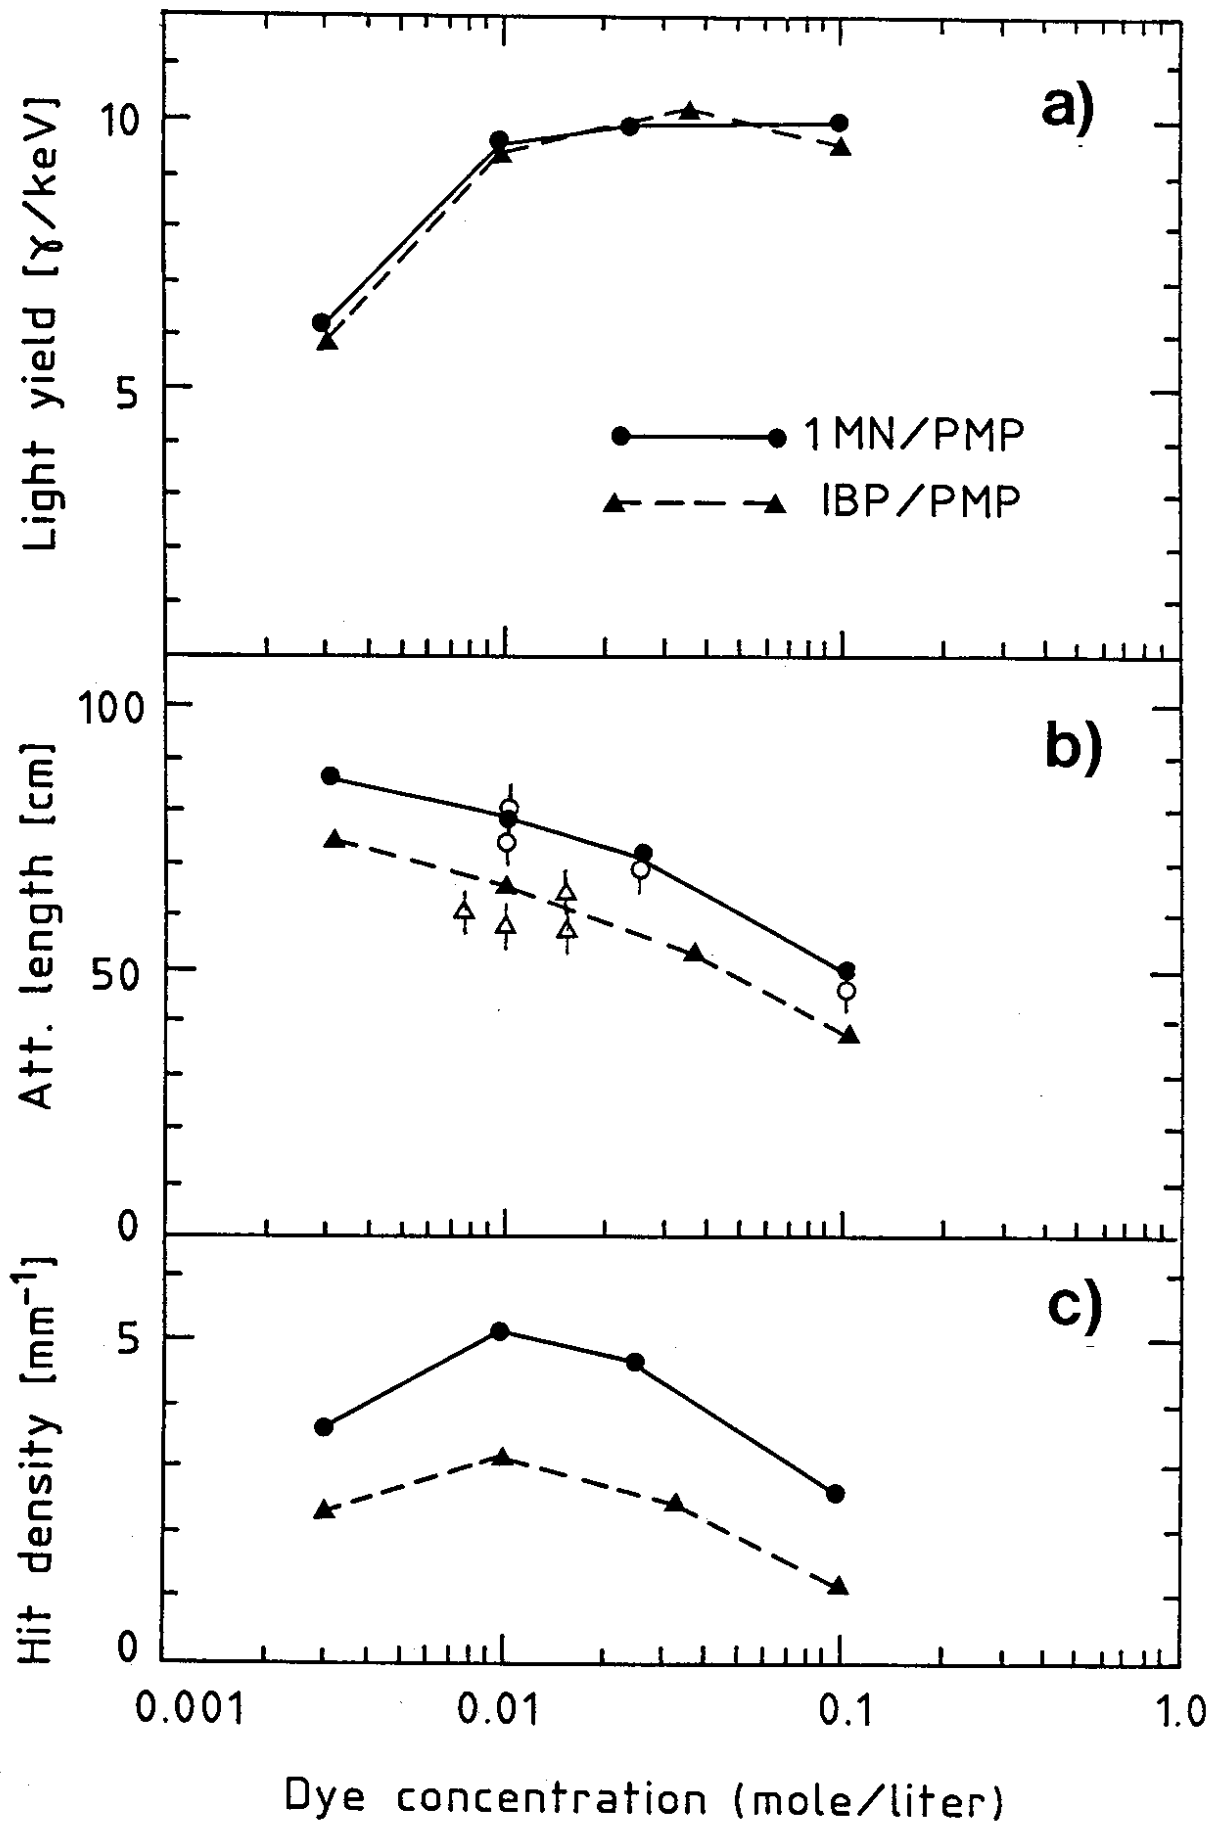 a)
10
5
Light yield [γ/keV]
1MN/PMP
IBP/PMP
b)
100
50
0
Att. length [cm]
c)
5
0
Hit density [mm⁻¹]
0.001 0.01 0.1 1.0
Dye concentration (mole/liter)